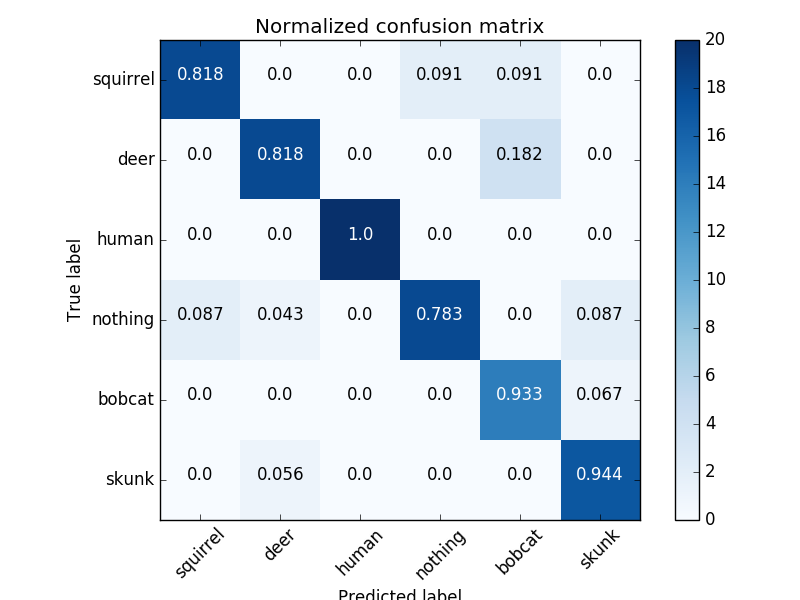 Normalized confusion matrix
squirrel 0.818 0.0 0.0 0.091 0.091 0.0
deer 0.0 0.818 0.0 0.0 0.182 0.0
human 0.0 0.0 1.0 0.0 0.0 0.0
nothing 0.087 0.043 0.0 0.783 0.0 0.087
bobcat 0.0 0.0 0.0 0.0 0.933 0.067
skunk 0.0 0.056 0.0 0.0 0.0 0.944
True label
squirrel deer human nothing bobcat skunk
Predicted label
20
18
16
14
12
10
8
6
4
2
0